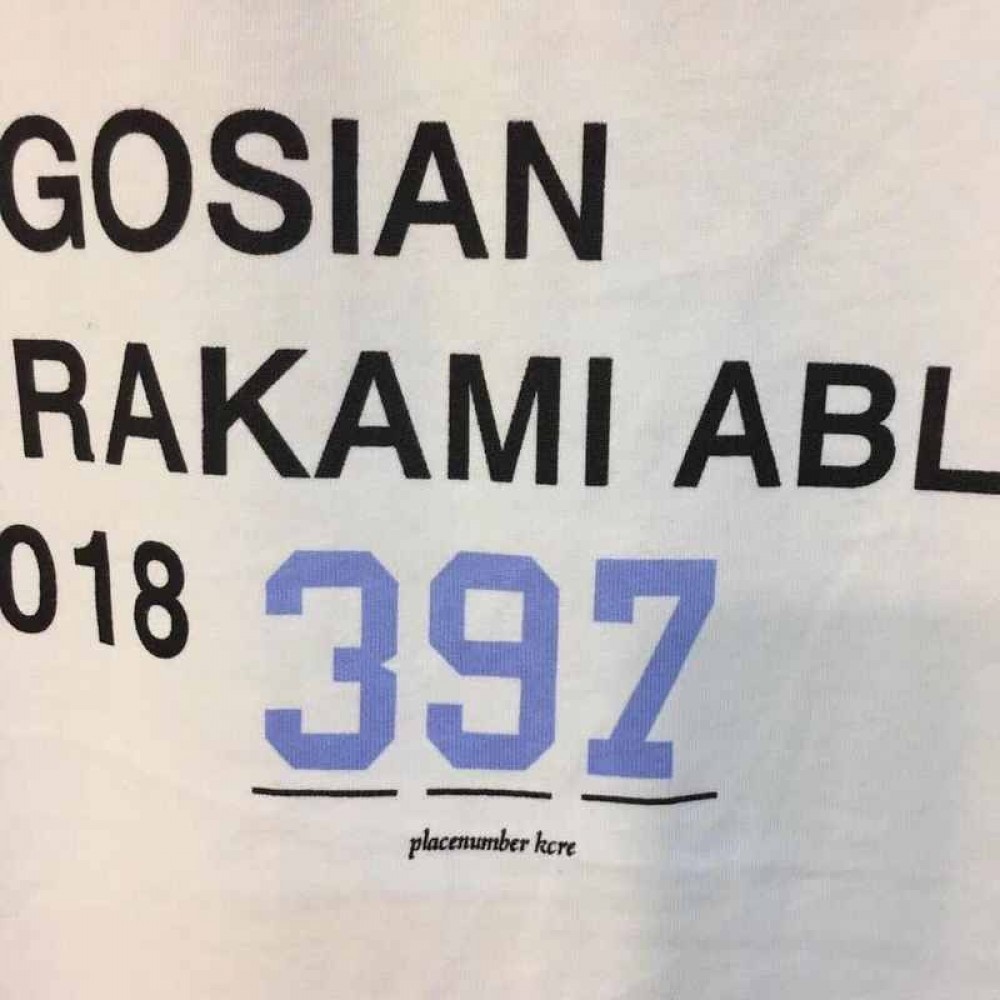 GOSIAN
RAKAMI ABL
018 397
placenumber kcre